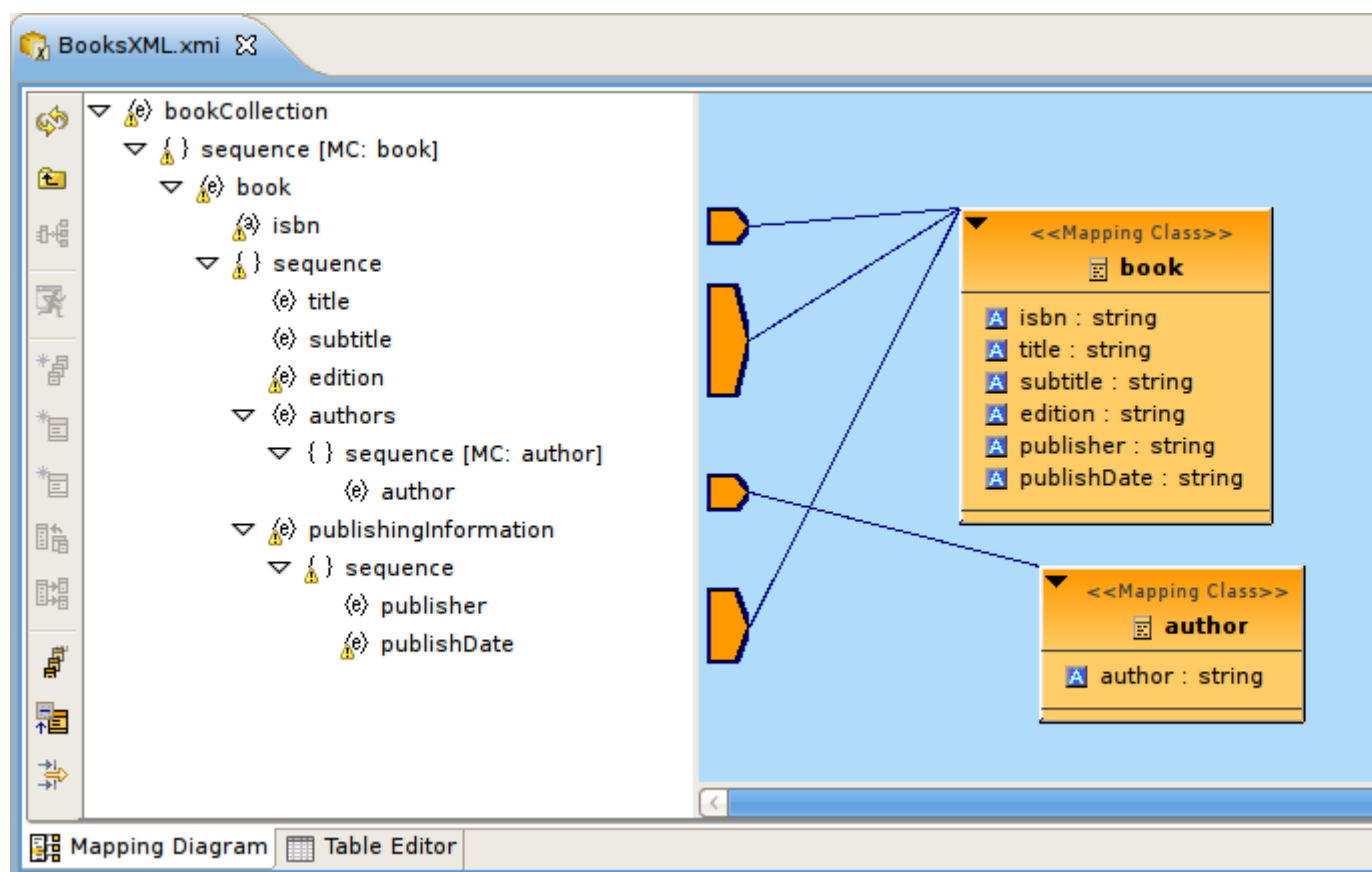 BooksXML.xmi
bookCollection
sequence [MC: book]
book
isbn
sequence
title
subtitle
edition
authors
sequence [MC: author]
author
publishingInformation
sequence
publisher
publishDate
<<Mapping Class>>
book
isbn : string
title : string
subtitle : string
edition : string
publisher : string
publishDate : string
<<Mapping Class>>
author
author : string
Mapping Diagram
Table Editor